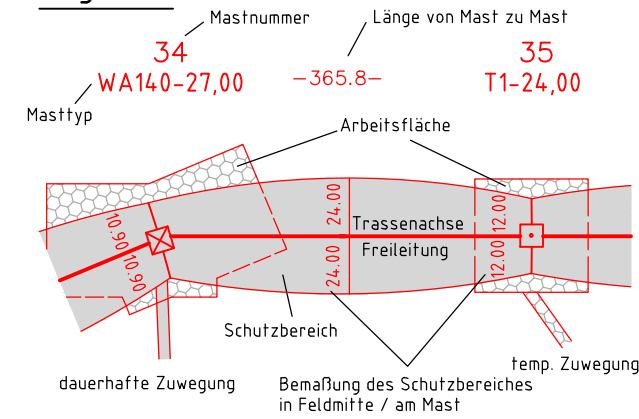 Mastnummer
Länge von Mast zu Mast
34
35
WA140-27,00
-365.8-
T1-24,00
Masttyp
Arbeitsfläche
10.90
10.90
24.00
24.00
Trassenachse
Freileitung
12.00
12.00
Schutzbereich
temp. Zuwegung
dauerhafte Zuwegung
Bemaßung des Schutzbereiches
in Feldmitte / am Mast